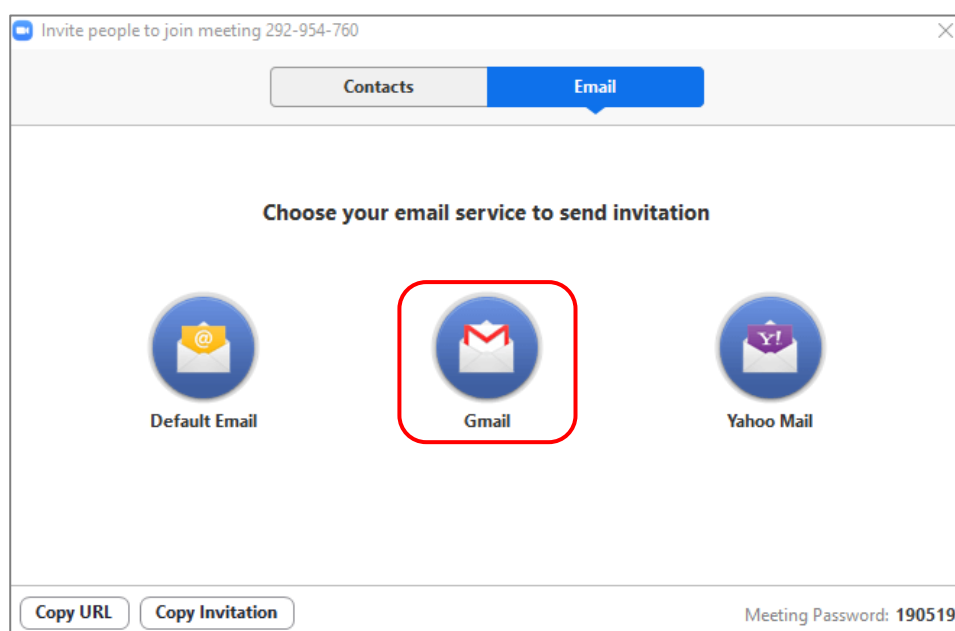 Invite people to join meeting 292-954-760
Contacts Email
Choose your email service to send invitation
@ Y!
Default Email Gmail Yahoo Mail
Copy URL Copy Invitation Meeting Password: 190519